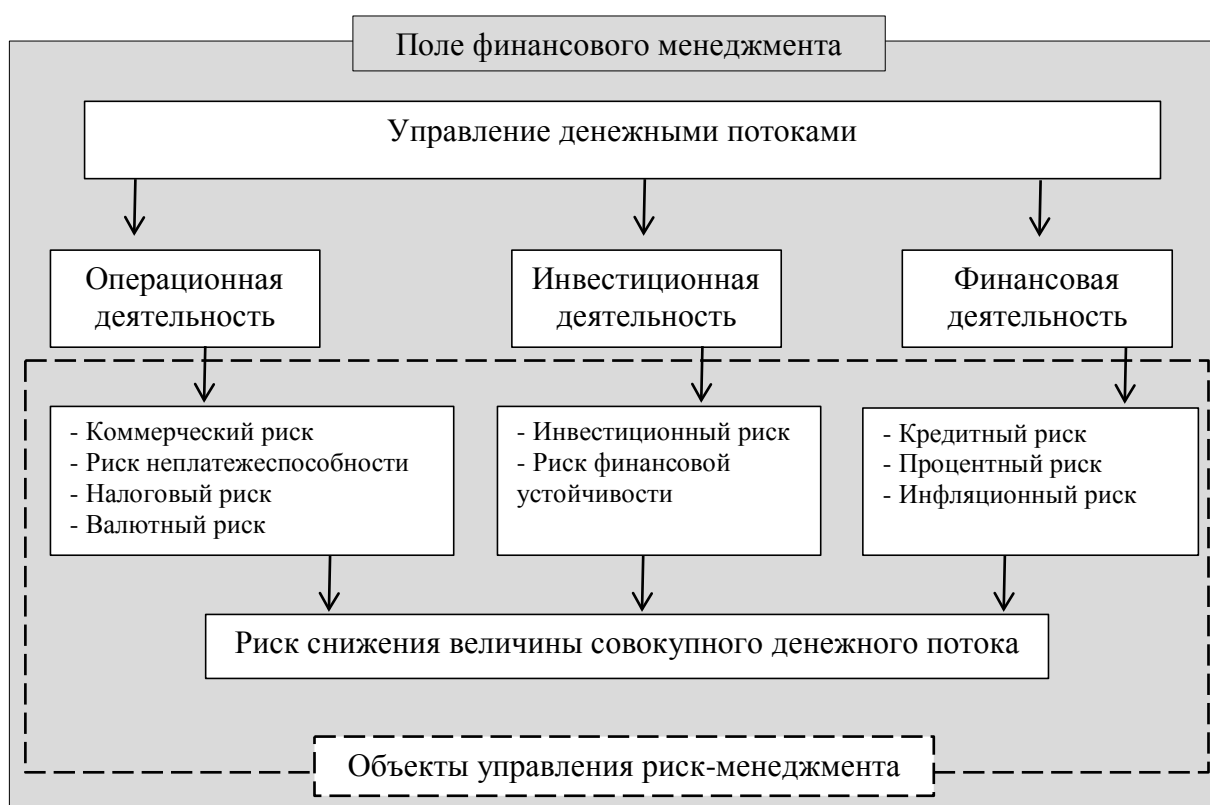 Поле финансового менеджмента
Управление денежными потоками
Операционная
деятельность
Инвестиционная
деятельность
Финансовая
деятельность
- Коммерческий риск
- Риск неплатежеспособности
- Налоговый риск
- Валютный риск
- Инвестиционный риск
- Риск финансовой
устойчивости
- Кредитный риск
- Процентный риск
- Инфляционный риск
Риск снижения величины совокупного денежного потока
Объекты управления риск-менеджмента